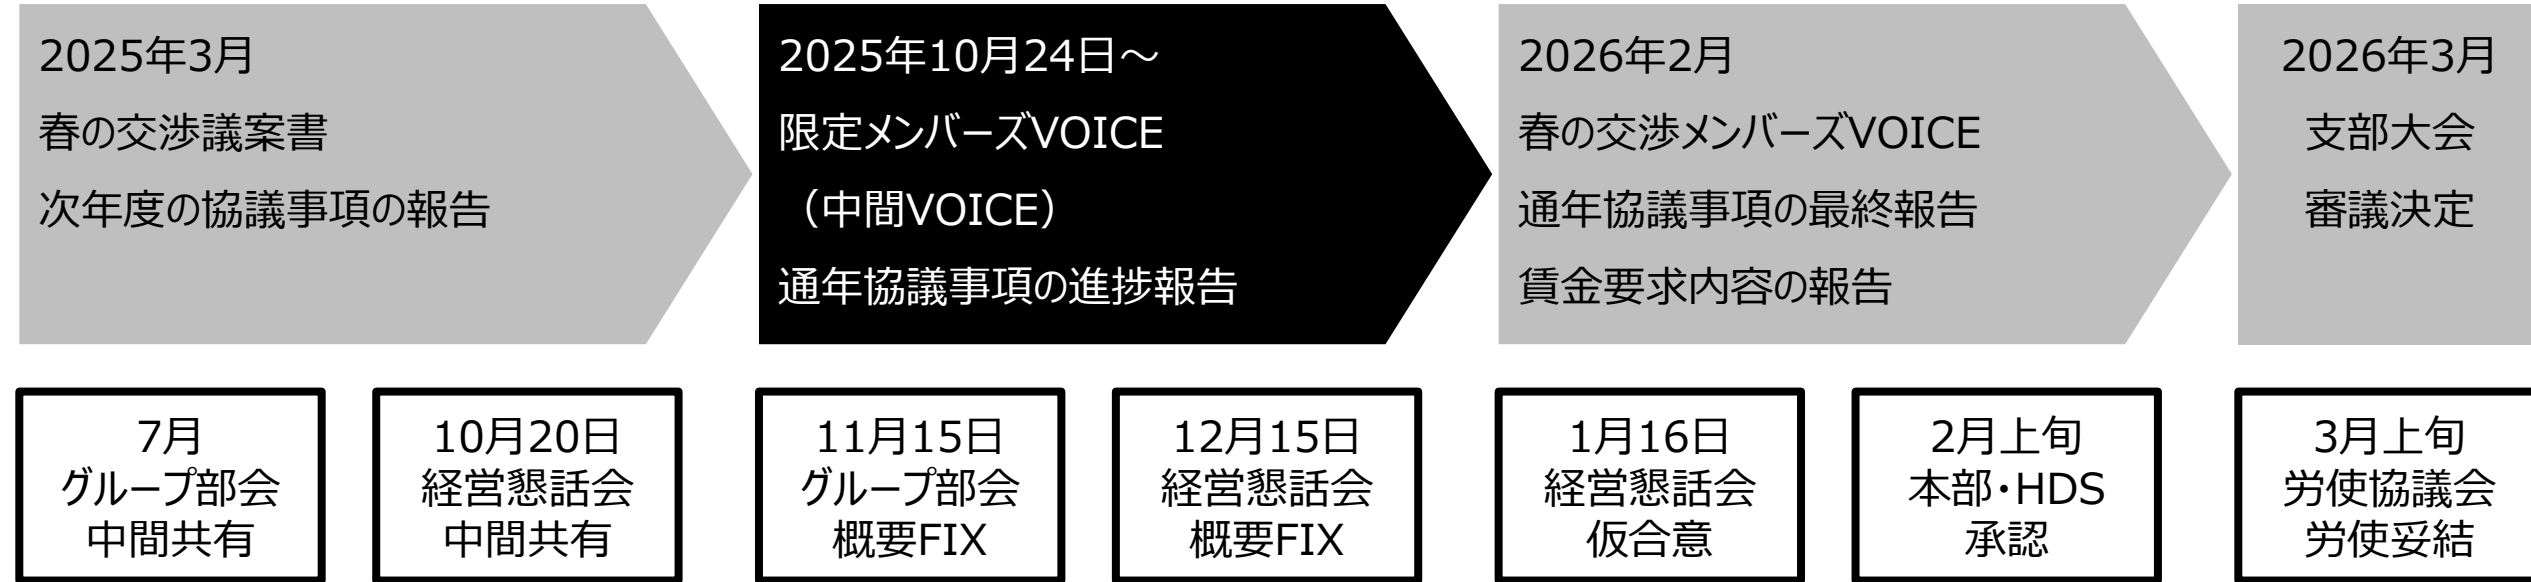 2025年3月
春の交渉議案書
次年度の協議事項の報告
2025年10月24日～
限定メンバーズVOICE
（中間VOICE）
通年協議事項の進捗報告
2026年2月
春の交渉メンバーズVOICE
通年協議事項の最終報告
賃金要求内容の報告
2026年3月
支部大会
審議決定
7月
グループ部会
中間共有
10月20日
経営懇話会
中間共有
11月15日
グループ部会
概要FIX
12月15日
経営懇話会
概要FIX
1月16日
経営懇話会
仮合意
2月上旬
本部・HDS
承認
3月上旬
労使協議会
労使妥結